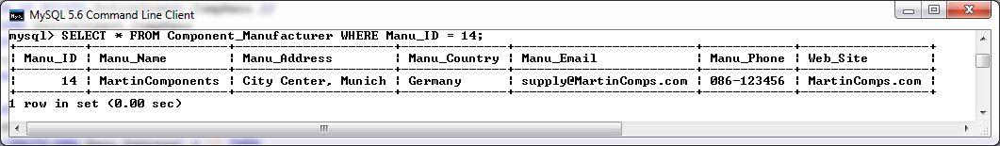 MySQL 5.6 Command Line Client
mysql> SELECT * FROM Component_Manufacturer WHERE Manu_ID = 14;
| Manu_ID | Manu_Name | Manu_Address | Manu_Country | Manu_Email | Manu_Phone | Web_Site |
| 14 | MartinComponents | City Center, Munich | Germany | supply@MartinComps.com | 086-123456 | MartinComps.com |
1 row in set (0.00 sec)